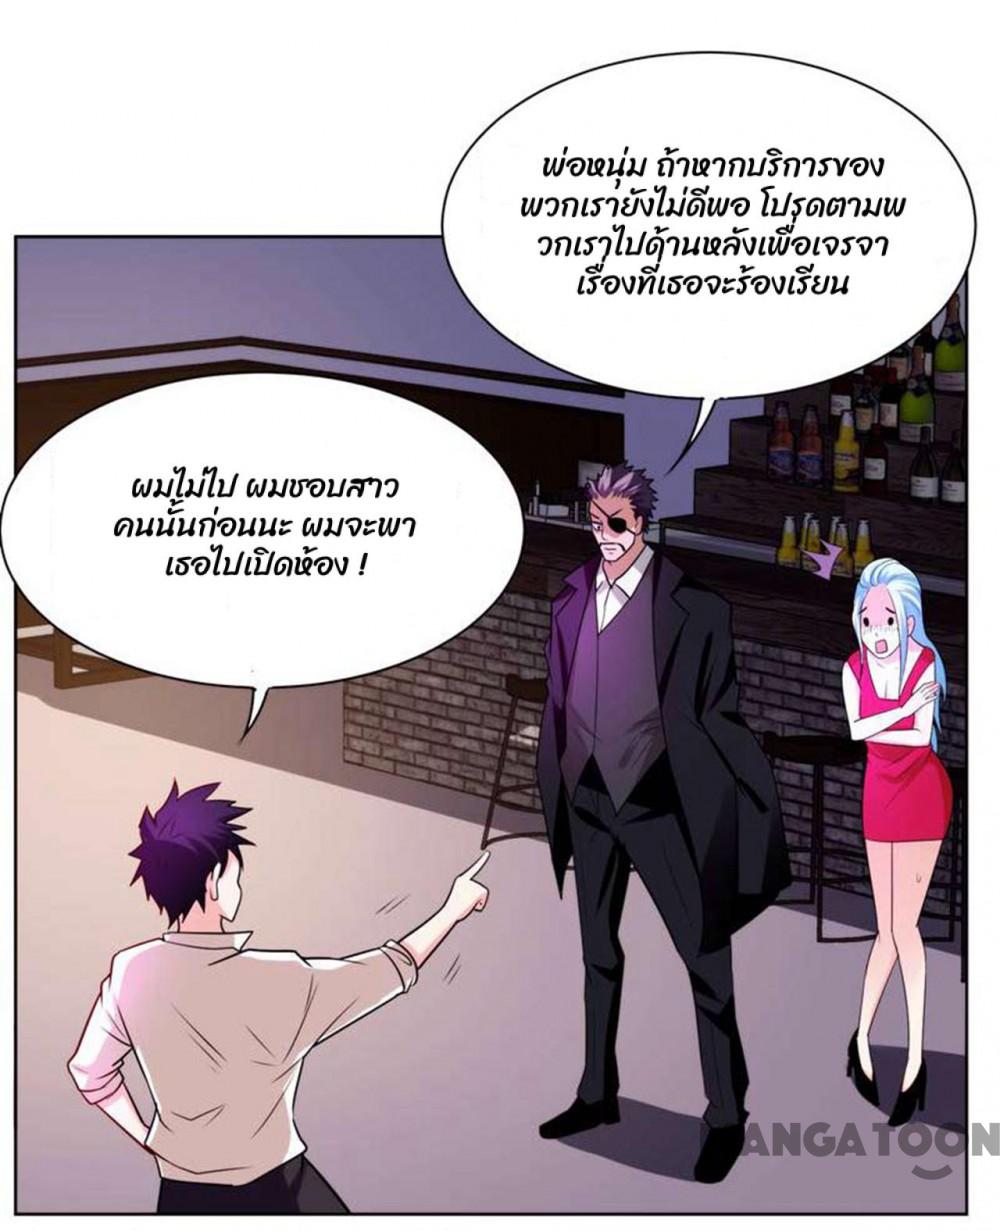 พ่อหนุ่ม ถ้าหากบริการของ
พวกเรายังไม่ดีพอ โปรดตามพ
วกเราไปด้านหลังเพื่อเจรจา
เรื่องที่เธอจะร้องเรียน
ผมไม่ไป ผมชอบสาว
คนนั้นก่อนนะ ผมจะพา
เธอไปเปิดห้อง !
MANGATOON